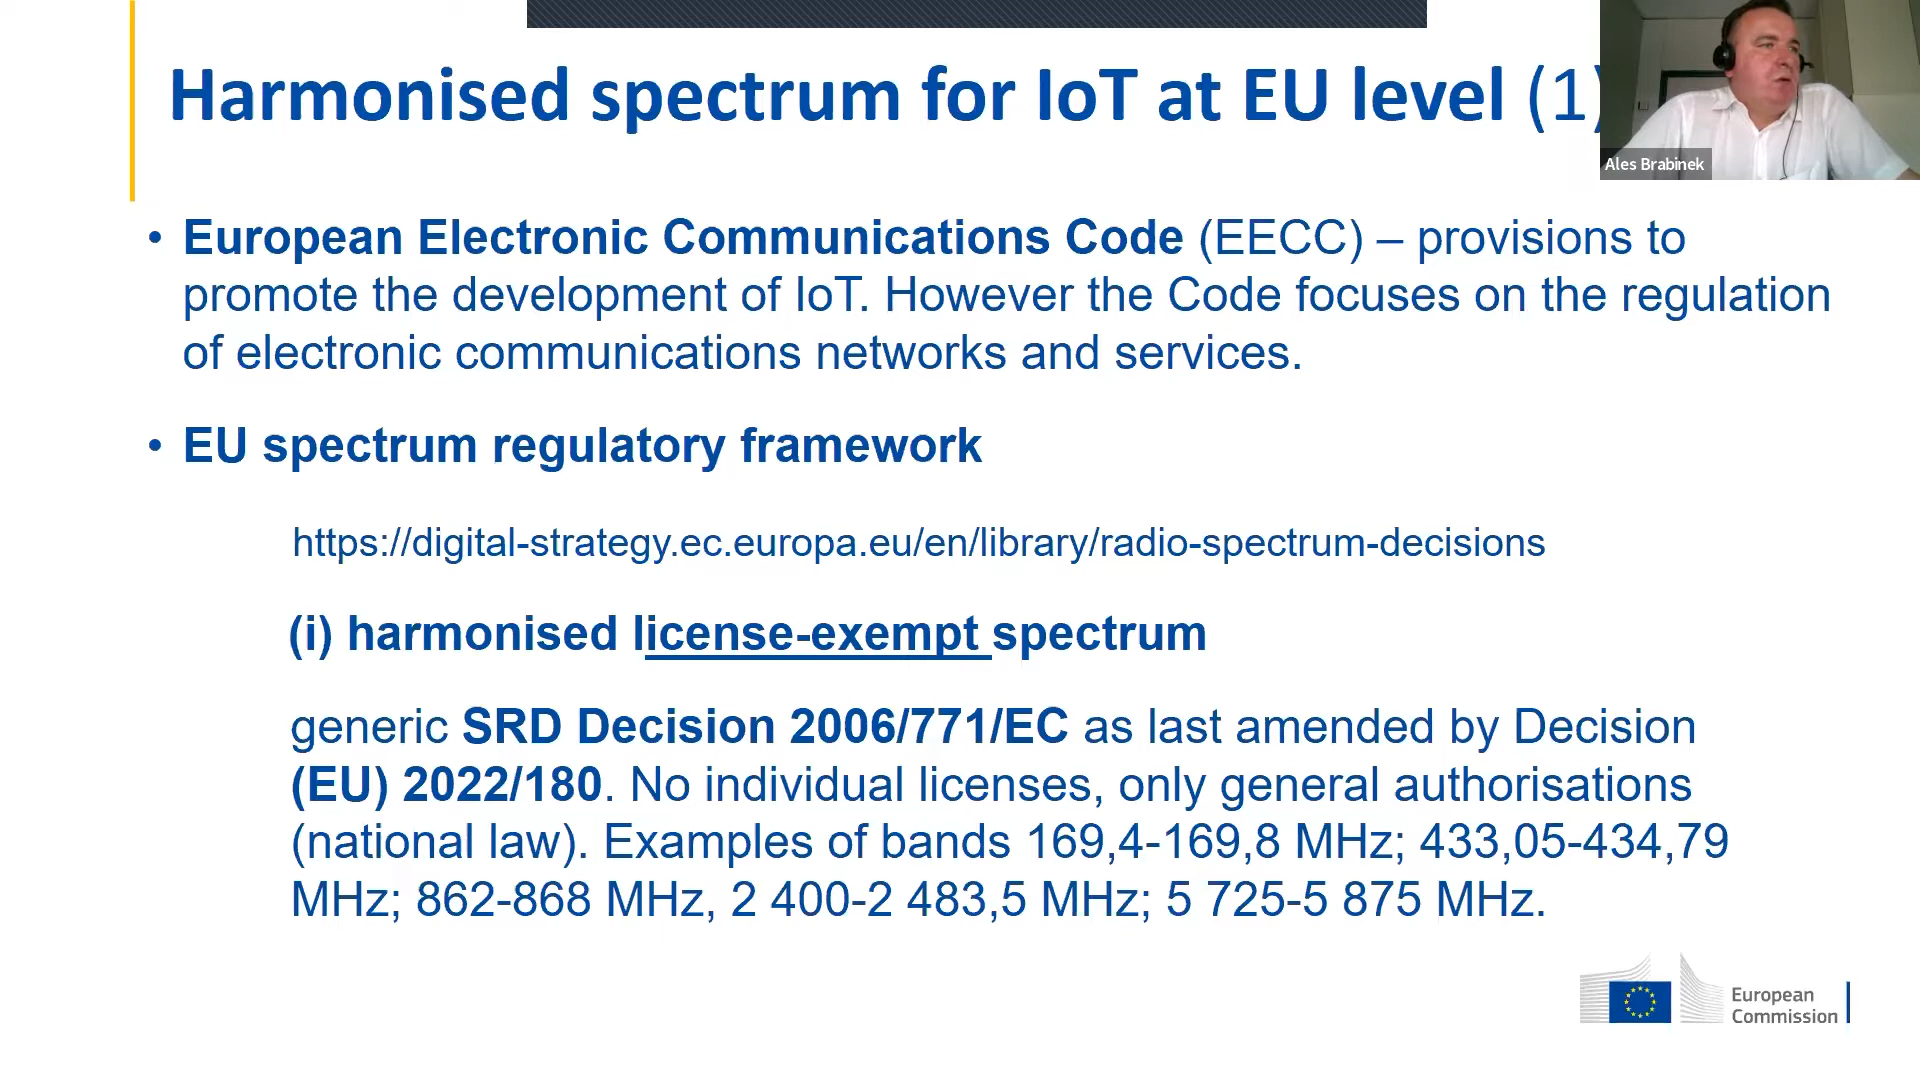 Harmonised spectrum for IoT at EU level (1)
Ales Brabinek
• European Electronic Communications Code (EECC) – provisions to
promote the development of IoT. However the Code focuses on the regulation
of electronic communications networks and services.
• EU spectrum regulatory framework
https://digital-strategy.ec.europa.eu/en/library/radio-spectrum-decisions
(i) harmonised license-exempt spectrum
generic SRD Decision 2006/771/EC as last amended by Decision
(EU) 2022/180. No individual licenses, only general authorisations
(national law). Examples of bands 169,4-169,8 MHz; 433,05-434,79
MHz; 862-868 MHz, 2 400-2 483,5 MHz; 5 725-5 875 MHz.
European
Commission